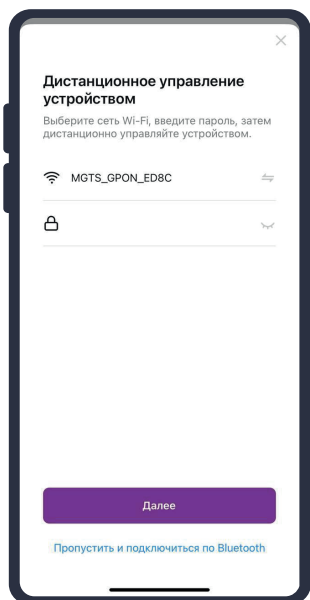 Дистанционное управление
устройством
Выберите сеть Wi-Fi, введите пароль, затем
дистанционно управляйте устройством.
MGTS_GPON_ED8C
Далее
Пропустить и подключиться по Bluetooth